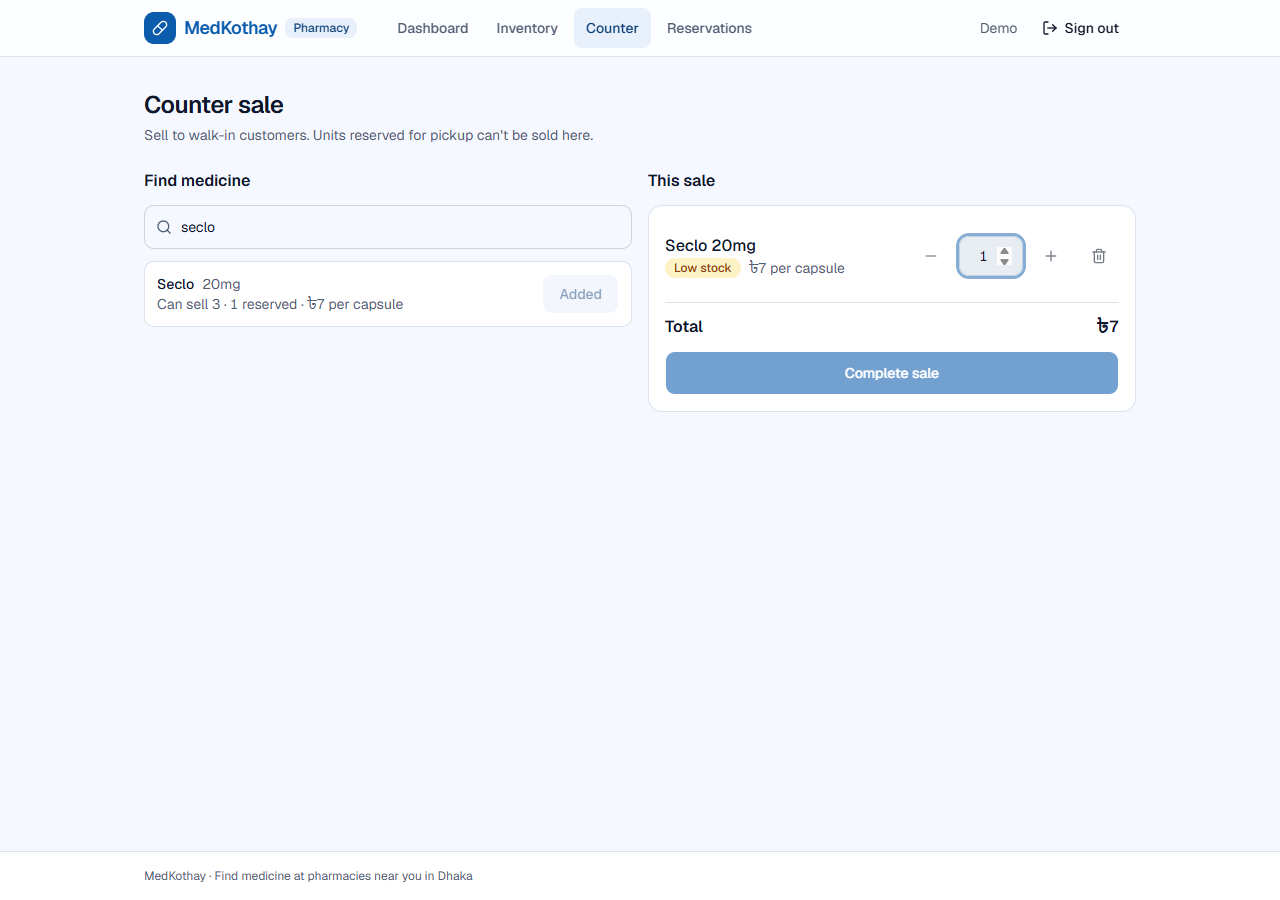 MedKothay Pharmacy Dashboard Inventory Counter Reservations Demo Sign out
Counter sale
Sell to walk-in customers. Units reserved for pickup can't be sold here.
Find medicine
seclo
Seclo 20mg
Can sell 3 · 1 reserved · ৳7 per capsule
Added
This sale
Seclo 20mg
Low stock ৳7 per capsule
1
Total ৳7
Complete sale
MedKothay · Find medicine at pharmacies near you in Dhaka